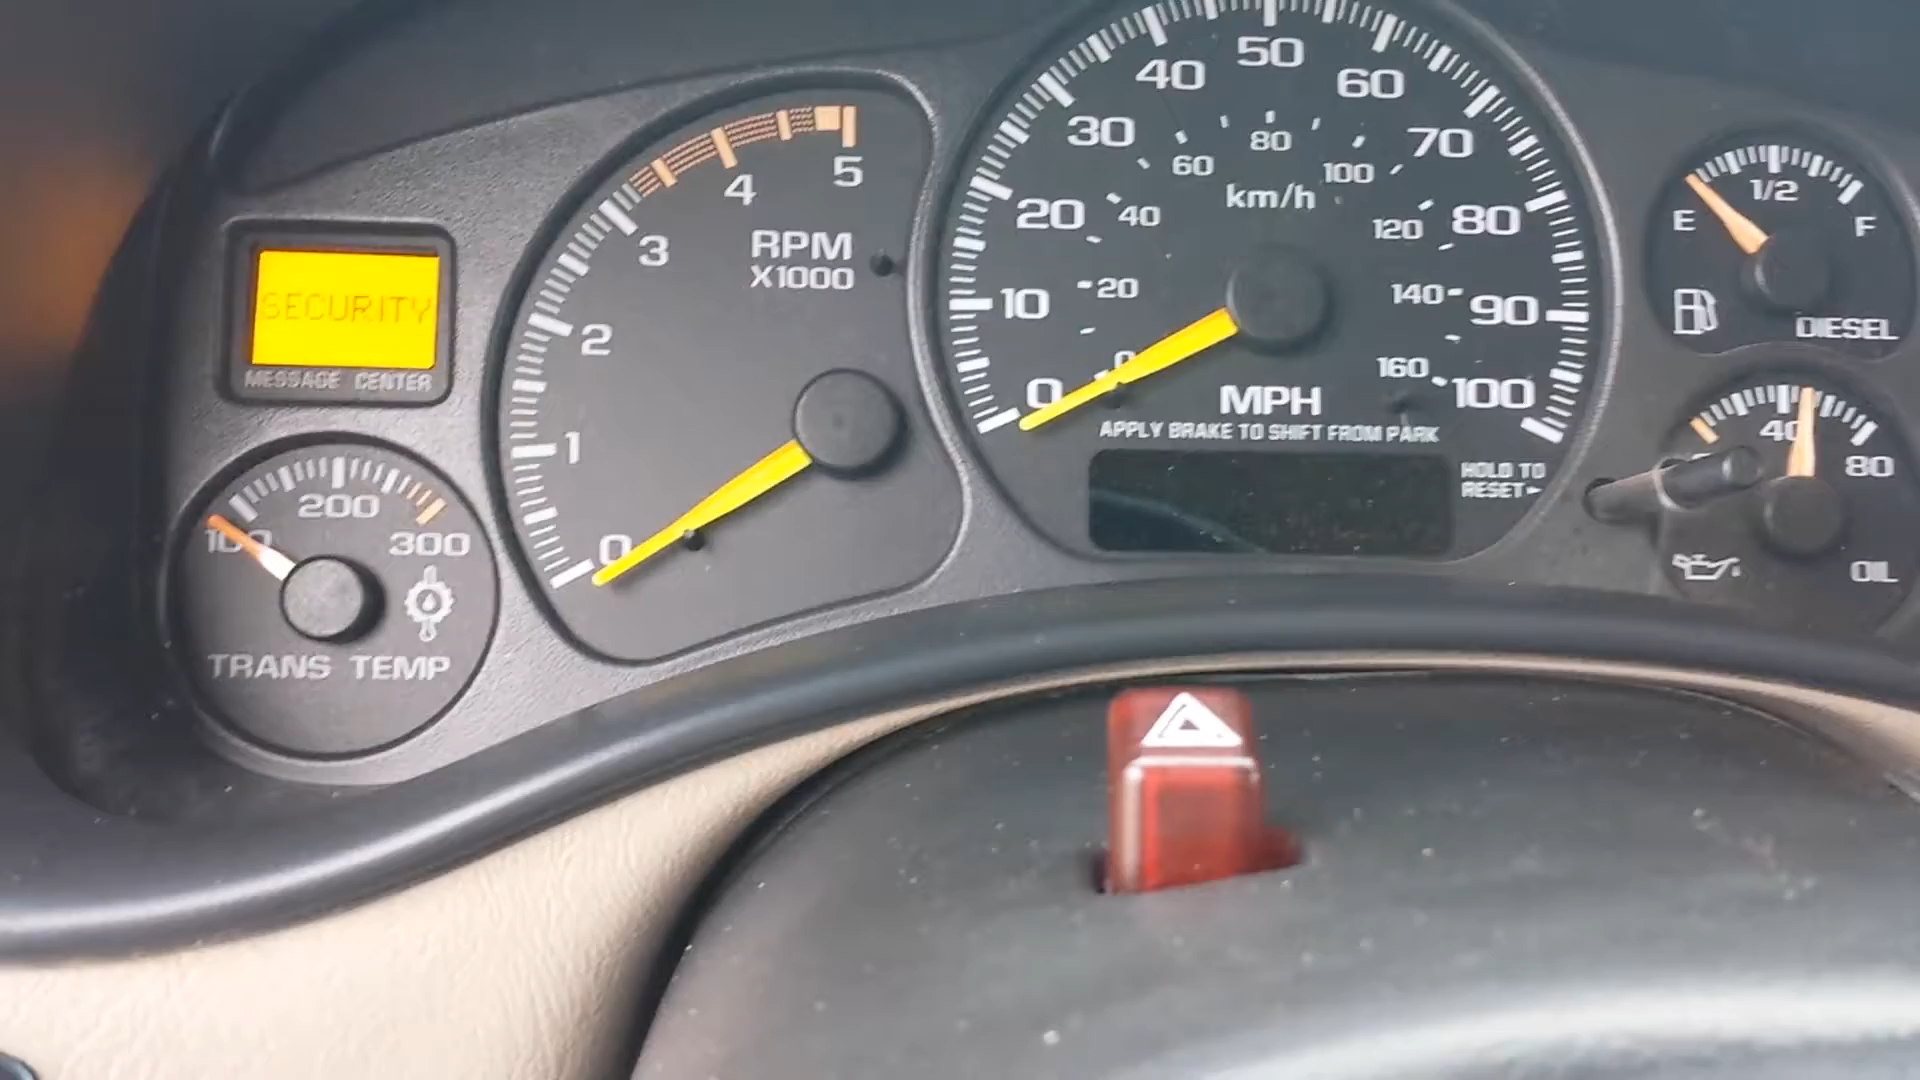 SECURITY
MESSAGE CENTER
100
200
300
TRANS TEMP
0
1
2
3
4
5
RPM
X1000
0
10
20
30
40
50
60
70
80
90
100
0
20
40
60
80
100
120
140
160
km/h
MPH
APPLY BRAKE TO SHIFT FROM PARK
HOLD TO
RESET
E
1/2
F
DIESEL
40
80
OIL